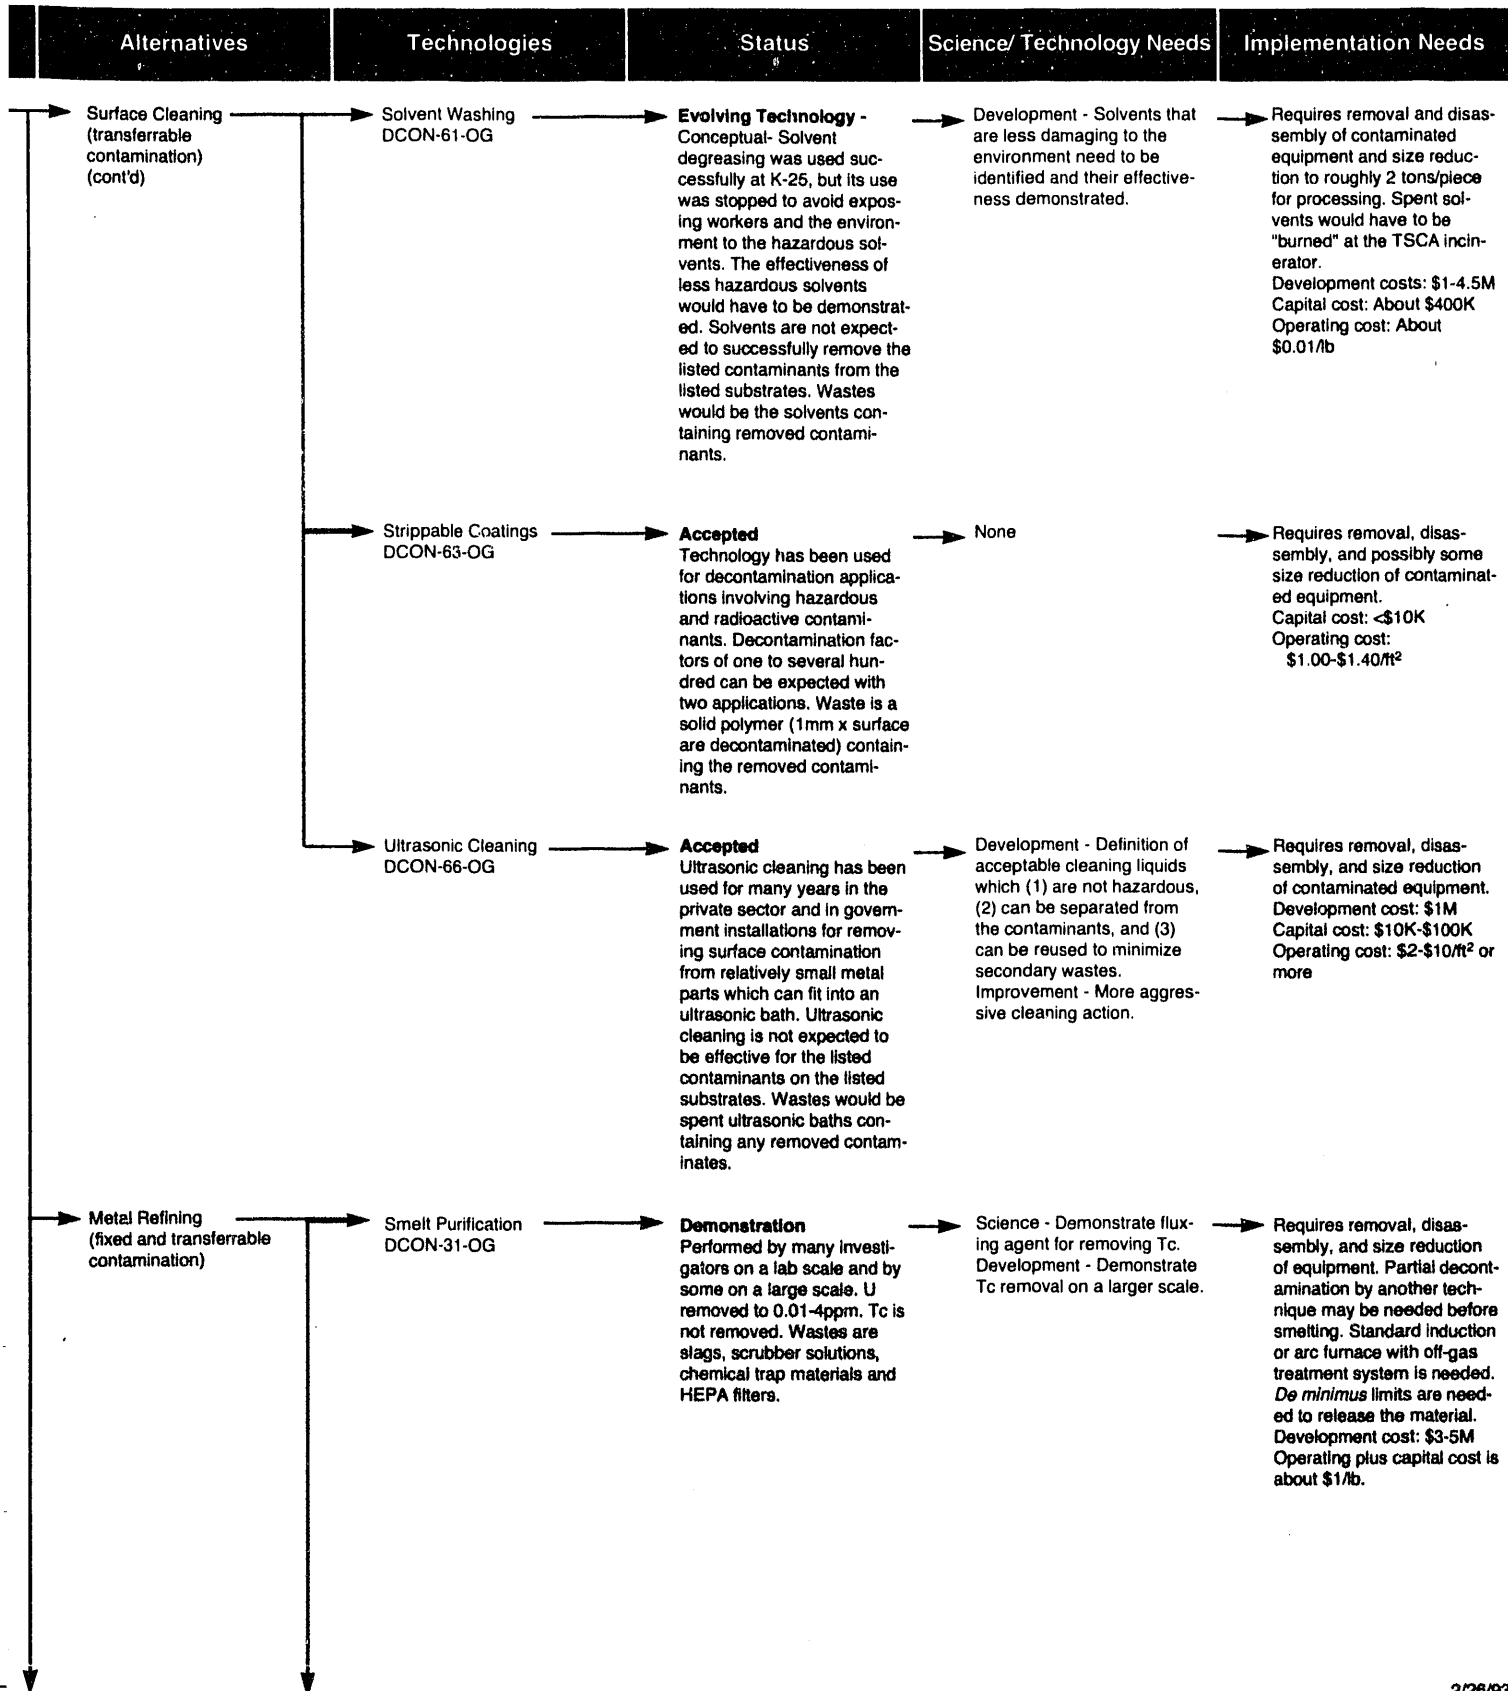 Alternatives
Technologies
Status
Science/ Technology Needs
Implementation Needs
Surface Cleaning
(transferrable
contamination)
(cont'd)
Solvent Washing
DCON-61-OG
Evolving Technology -
Conceptual- Solvent
degreasing was used suc-
cessfully at K-25, but its use
was stopped to avoid expos-
ing workers and the environ-
ment to the hazardous sol-
vents. The effectiveness of
less hazardous solvents
would have to be demonstrat-
ed. Solvents are not expect-
ed to successfully remove the
listed contaminants from the
listed substrates. Wastes
would be the solvents con-
taining removed contami-
nants.
Development - Solvents that
are less damaging to the
environment need to be
identified and their effective-
ness demonstrated.
Requires removal and disas-
sembly of contaminated
equipment and size reduc-
tion to roughly 2 tons/piece
for processing. Spent sol-
vents would have to be
"burned" at the TSCA incin-
erator.
Development costs: $1-4.5M
Capital cost: About $400K
Operating cost: About
$0.01/lb
Strippable Coatings
DCON-63-OG
Accepted
Technology has been used
for decontamination applica-
tions involving hazardous
and radioactive contami-
nants. Decontamination fac-
tors of one to several hun-
dred can be expected with
two applications. Waste is a
solid polymer (1mm x surface
are decontaminated) contain-
ing the removed contami-
nants.
None
Requires removal, disas-
sembly, and possibly some
size reduction of contaminat-
ed equipment.
Capital cost: <$10K
Operating cost:
$1.00-$1.40/ft²
Ultrasonic Cleaning
DCON-66-OG
Accepted
Ultrasonic cleaning has been
used for many years in the
private sector and in govern-
ment installations for remov-
ing surface contamination
from relatively small metal
parts which can fit into an
ultrasonic bath. Ultrasonic
cleaning is not expected to
be effective for the listed
contaminants on the listed
substrates. Wastes would be
spent ultrasonic baths con-
taining any removed contam-
inates.
Development - Definition of
acceptable cleaning liquids
which (1) are not hazardous,
(2) can be separated from
the contaminants, and (3)
can be reused to minimize
secondary wastes.
Improvement - More aggres-
sive cleaning action.
Requires removal, disas-
sembly, and size reduction
of contaminated equipment.
Development cost: $1M
Capital cost: $10K-$100K
Operating cost: $2-$10/ft² or
more
Metal Refining
(fixed and transferrable
contamination)
Smelt Purification
DCON-31-OG
Demonstration
Performed by many investi-
gators on a lab scale and by
some on a large scale. U
removed to 0.01-4ppm. Tc is
not removed. Wastes are
slags, scrubber solutions,
chemical trap materials and
HEPA filters.
Science - Demonstrate flux-
ing agent for removing Tc.
Development - Demonstrate
Tc removal on a larger scale.
Requires removal, disas-
sembly, and size reduction
of equipment. Partial decont-
amination by another tech-
nique may be needed before
smelting. Standard induction
or arc furnace with off-gas
treatment system is needed.
De minimus limits are need-
ed to release the material.
Development cost: $3-5M
Operating plus capital cost is
about $1/lb.